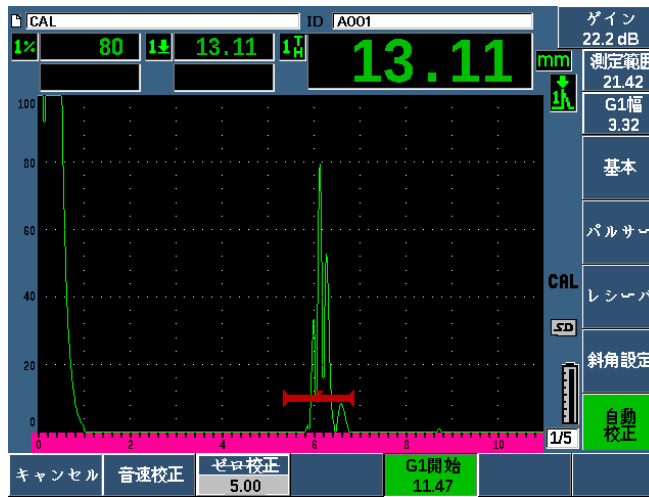 CAL
ID A001
ゲイン
22.2 dB
1% 80
13.11
13.11
mm
測定範囲
21.42
G1幅
3.32
基本
パルサー
レシーバ
斜角設定
自動
校正
100
80
60
40
20
0
CAL
SD
1/5
0 2 4 6 8 10
キャンセル
音速校正
ゼロ校正
5.00
G1開始
11.47